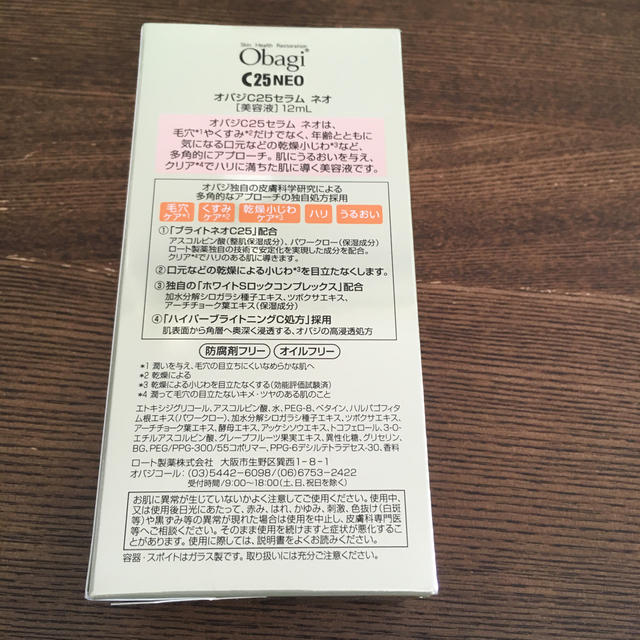 Skin Health Restoration
Obagi®
C25 NEO
オバジC25セラム ネオ
[美容液]12mL
オバジC25セラム ネオは、
毛穴*1やくすみ*2だけでなく、年齢とともに
気になる口元などの乾燥小じわ*3など、
多角的にアプローチ。肌にうるおいを与え、
クリア*4でハリに満ちた肌に導く美容液です。
オバジ独自の皮膚科学研究による
多角的なアプローチの独自処方採用
毛穴ケア*1 くすみケア*2 乾燥小じわケア*3 ハリ うるおい
①「ブライトネオC25」配合
アスコルビン酸(整肌保湿成分)、パワークロー(保湿成分)
ロート製薬独自の技術で安定化を実現した成分を配合。
クリア*4でハリのある肌に導きます。
②口元などの乾燥による小じわ*3を目立たなくします。
③独自の「ホワイトSロックコンプレックス」配合
加水分解シロガラシ種子エキス、ツボクサエキス、
アーチチョーク葉エキス(保湿成分)
④「ハイパーブライトニングC処方」採用
肌表面から角層へ奥深く浸透する、オバジの高浸透処方
防腐剤フリー オイルフリー
*1 潤いを与え、毛穴の目立ちにくいなめらかな肌へ
*2 乾燥による
*3 乾燥による小じわを目立たなくする(効能評価試験済)
*4 潤って毛穴の目立たないキメ・ツヤのある肌のこと
エトキシジグリコール、アスコルビン酸、水、PEG-8、ベタイン、ハルパゴフィタ
ム根エキス(パワークロー)、加水分解シロガラシ種子エキス、ツボクサエキス、
アーチチョーク葉エキス、酵母エキス、アッケシソウエキス、トコフェロール、3-O-
エチルアスコルビン酸、グレープフルーツ果実エキス、異性化糖、グリセリン、
BG、PEG/PPG-300/55コポリマー、PPG-6デシルテトラデセス-30、香料
ロート製薬株式会社 大阪市生野区巽西1-8-1
オバジコール:(03)5442-6098/(06)6753-2422
受付時間/9:00〜18:00(土、日、祝日を除く)
お肌に異常が生じていないかよく注意してご使用ください。使用中、
又は使用後日光にあたって、赤み、はれ、かゆみ、刺激、色抜け(白斑
等)や黒ずみ等の異常が現れた場合は使用を中止し、皮膚科専門医
等へご相談ください。そのまま使用を続けますと症状が悪化するこ
とがあります。使用に際しては、説明書をよくお読みください。
容器・スポイトはガラス製です。取り扱いには充分ご注意ください。